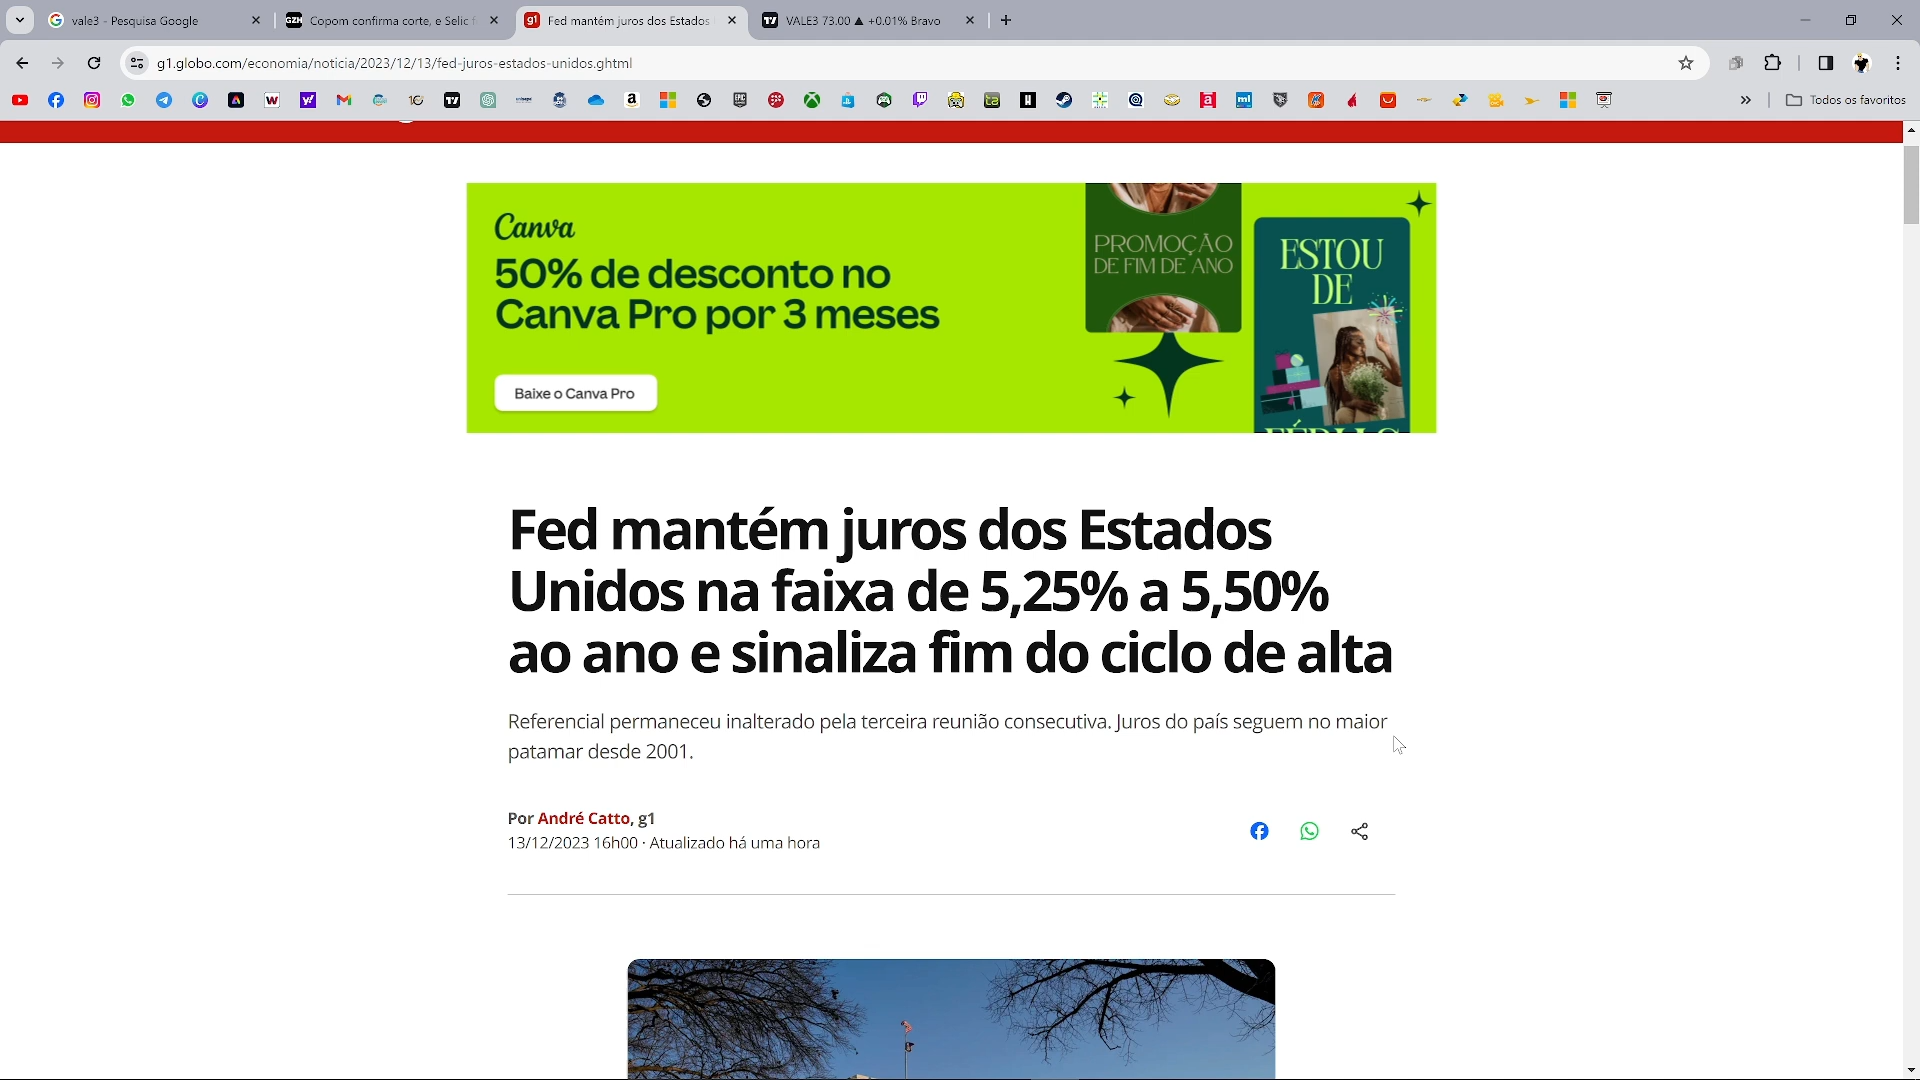 vale3 - Pesquisa Google
GZH Copom confirma corte, e Selic f
g1 Fed mantém juros dos Estados
VALE3 73.00 ▲ +0.01% Bravo
g1.globo.com/economia/noticia/2023/12/13/fed-juros-estados-unidos.ghtml
Todos os favoritos
Canva
50% de desconto no
Canva Pro por 3 meses
Baixe o Canva Pro
PROMOÇÃO
DE FIM DE ANO
ESTOU
DE
Fed mantém juros dos Estados
Unidos na faixa de 5,25% a 5,50%
ao ano e sinaliza fim do ciclo de alta
Referencial permaneceu inalterado pela terceira reunião consecutiva. Juros do país seguem no maior
patamar desde 2001.
Por André Catto, g1
13/12/2023 16h00 · Atualizado há uma hora